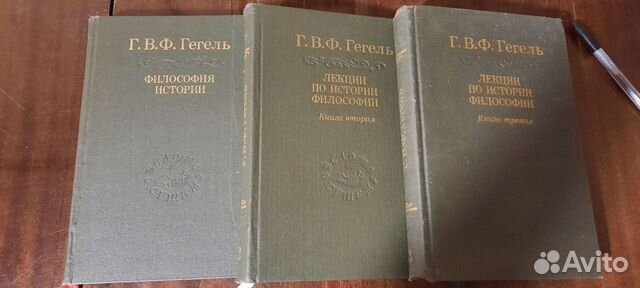 Г. В. Ф. Гегель
ФИЛОСОФИЯ
ИСТОРИИ
Г. В. Ф. Гегель
ЛЕКЦИИ
ПО ИСТОРИИ
ФИЛОСОФИИ
Книга вторая
Г. В. Ф. Гегель
ЛЕКЦИИ
ПО ИСТОРИИ
ФИЛОСОФИИ
Книга третья
Avito